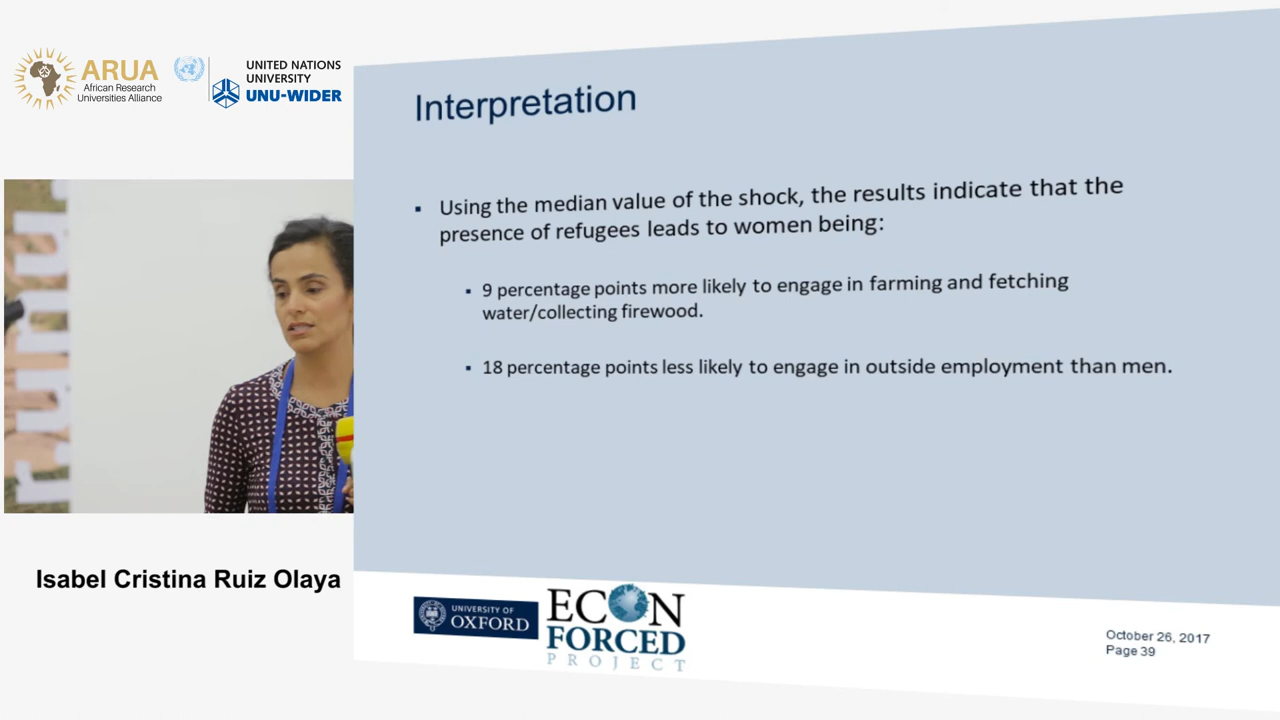 ARUA
African Research
Universities Alliance
UNITED NATIONS
UNIVERSITY
UNU-WIDER
Interpretation
Using the median value of the shock, the results indicate that the
presence of refugees leads to women being:
9 percentage points more likely to engage in farming and fetching
water/collecting firewood.
18 percentage points less likely to engage in outside employment than men.
Isabel Cristina Ruiz Olaya
UNIVERSITY OF
OXFORD
ECON
FORCED
PROJECT
October 26, 2017
Page 39